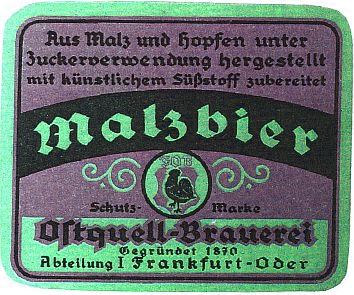 Aus Malz und Hopfen unter
Zuckerverwendung hergestellt
mit künstlichem Süßstoff zubereitet
Malzbier
Schutz- Marke
Ostquell-Brauerei
Gegründet 1870
Abteilung I Frankfurt-Oder